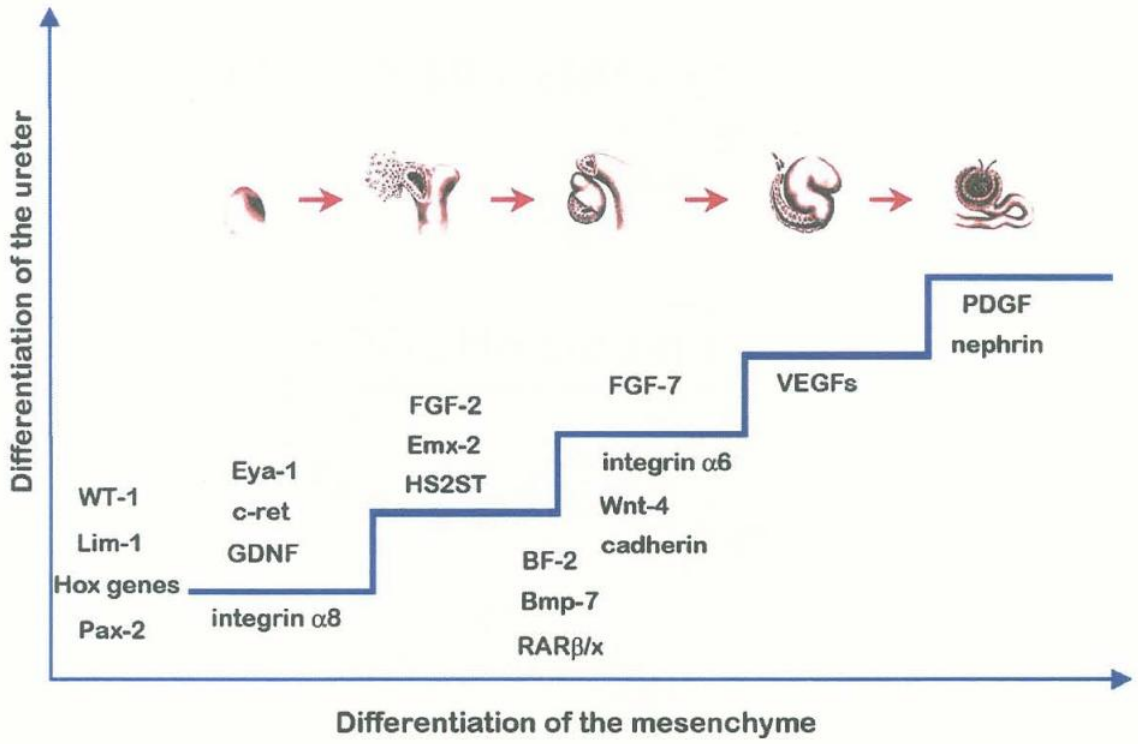 Differentiation of the ureter
PDGF
nephrin
VEGFs
FGF-7
integrin α6
Wnt-4
cadherin
FGF-2
Emx-2
HS2ST
BF-2
Bmp-7
RARβ/x
Eya-1
c-ret
GDNF
integrin α8
WT-1
Lim-1
Hox genes
Pax-2
Differentiation of the mesenchyme